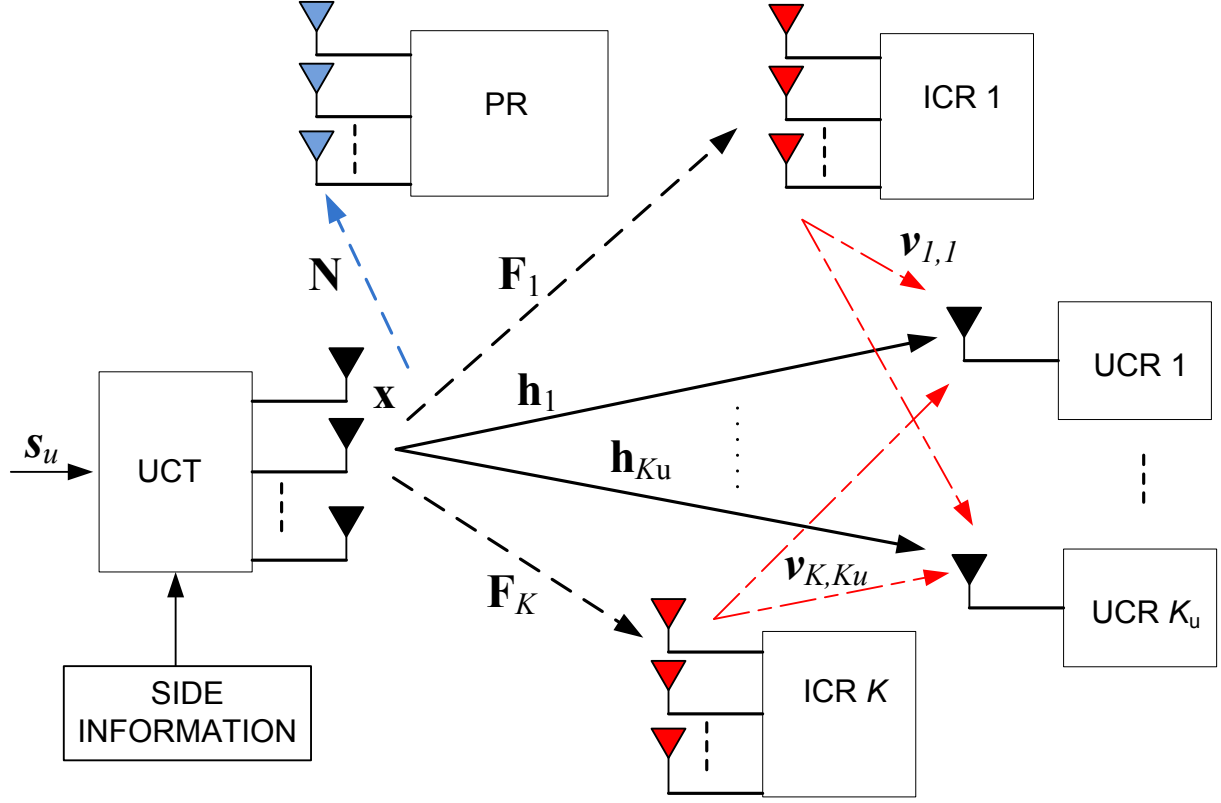 PR
ICR 1
N
F1
v1,1
x
h1
UCR 1
su
UCT
hKu
FK
vK,Ku
UCR Ku
SIDE
INFORMATION
ICR K